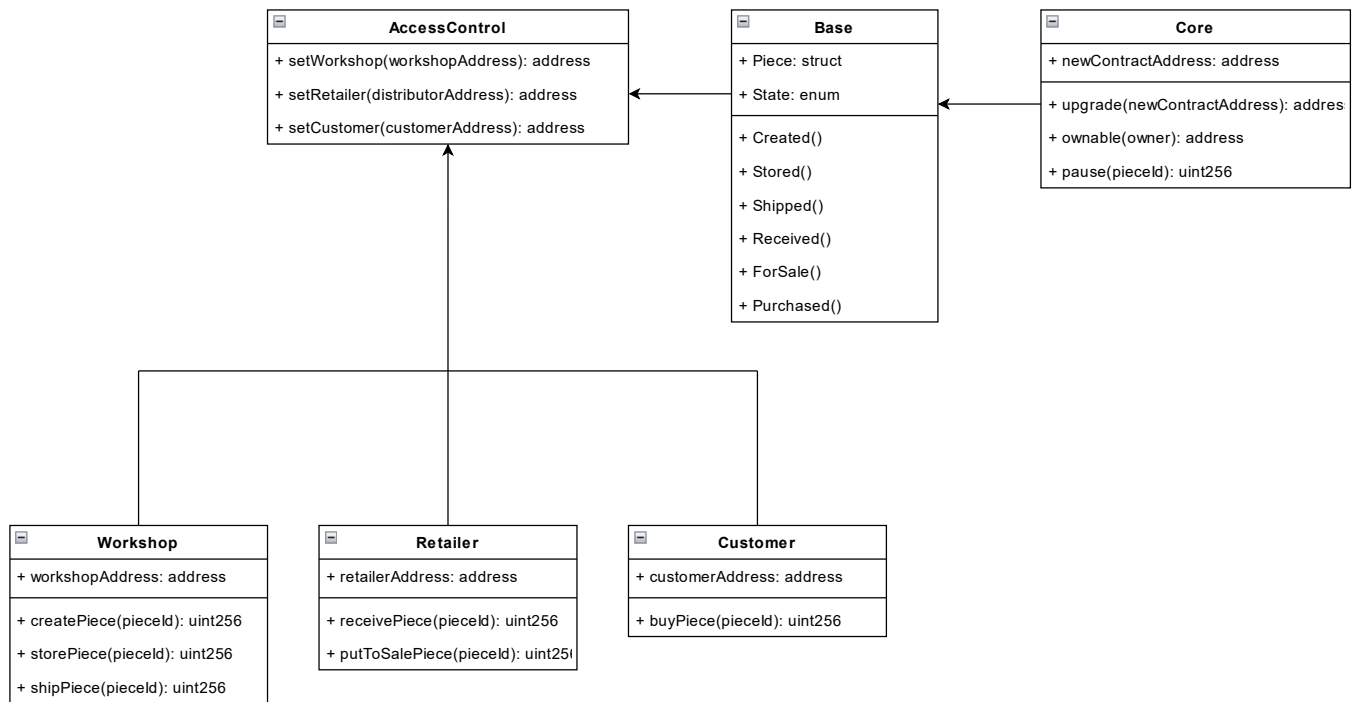 AccessControl
+ setWorkshop(workshopAddress): address
+ setRetailer(distributorAddress): address
+ setCustomer(customerAddress): address
Base
+ Piece: struct
+ State: enum
+ Created()
+ Stored()
+ Shipped()
+ Received()
+ ForSale()
+ Purchased()
Core
+ newContractAddress: address
+ upgrade(newContractAddress): addres
+ ownable(owner): address
+ pause(pieceId): uint256
Workshop
+ workshopAddress: address
+ createPiece(pieceId): uint256
+ storePiece(pieceId): uint256
+ shipPiece(pieceId): uint256
Retailer
+ retailerAddress: address
+ receivePiece(pieceId): uint256
+ putToSalePiece(pieceId): uint256
Customer
+ customerAddress: address
+ buyPiece(pieceId): uint256